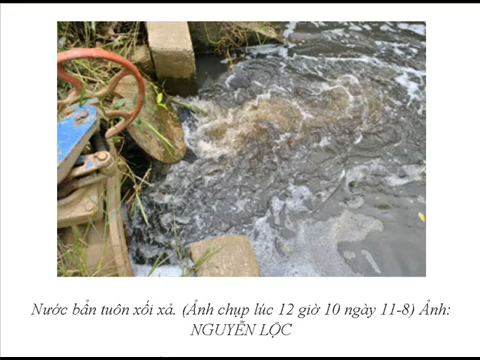 Nước bẩn tuôn xối xả. (Ảnh chụp lúc 12 giờ 10 ngày 11-8) Ảnh:
NGUYỄN LỘC